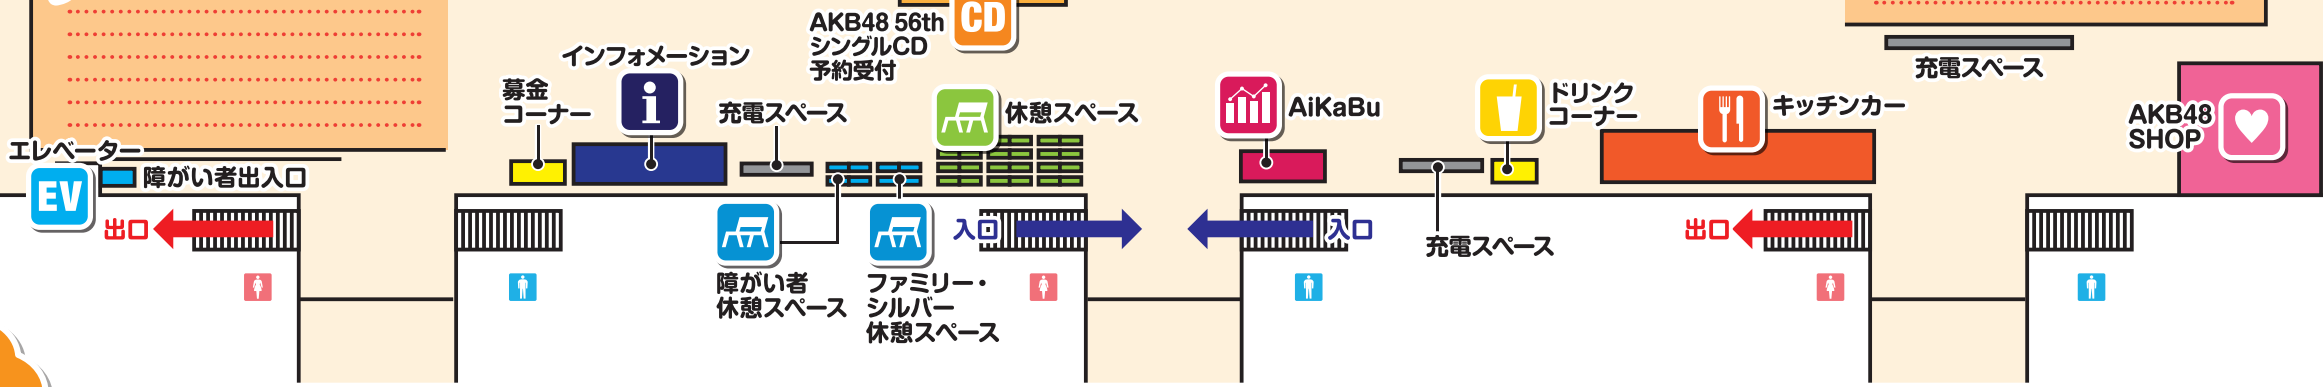 AKB48 56th
シングルCD
予約受付
CD
インフォメーション
i
募金
コーナー
充電スペース
休憩スペース
AiKaBu
ドリンク
コーナー
キッチンカー
充電スペース
AKB48
SHOP
エレベーター
EV
障がい者出入口
出口
入口
入口
充電スペース
出口
障がい者
休憩スペース
ファミリー・
シルバー
休憩スペース